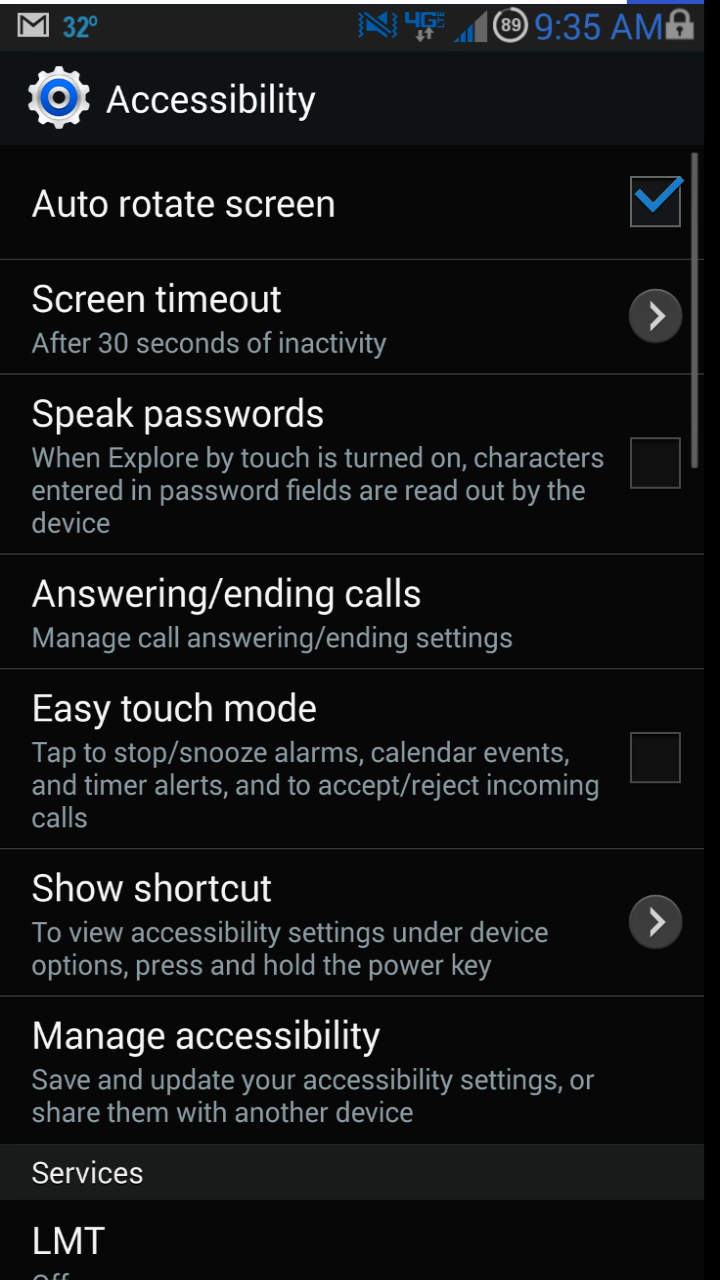 32° 4G LTE 89 9:35 AM
Accessibility
Auto rotate screen
Screen timeout
After 30 seconds of inactivity
Speak passwords
When Explore by touch is turned on, characters
entered in password fields are read out by the
device
Answering/ending calls
Manage call answering/ending settings
Easy touch mode
Tap to stop/snooze alarms, calendar events,
and timer alerts, and to accept/reject incoming
calls
Show shortcut
To view accessibility settings under device
options, press and hold the power key
Manage accessibility
Save and update your accessibility settings, or
share them with another device
Services
LMT
Off